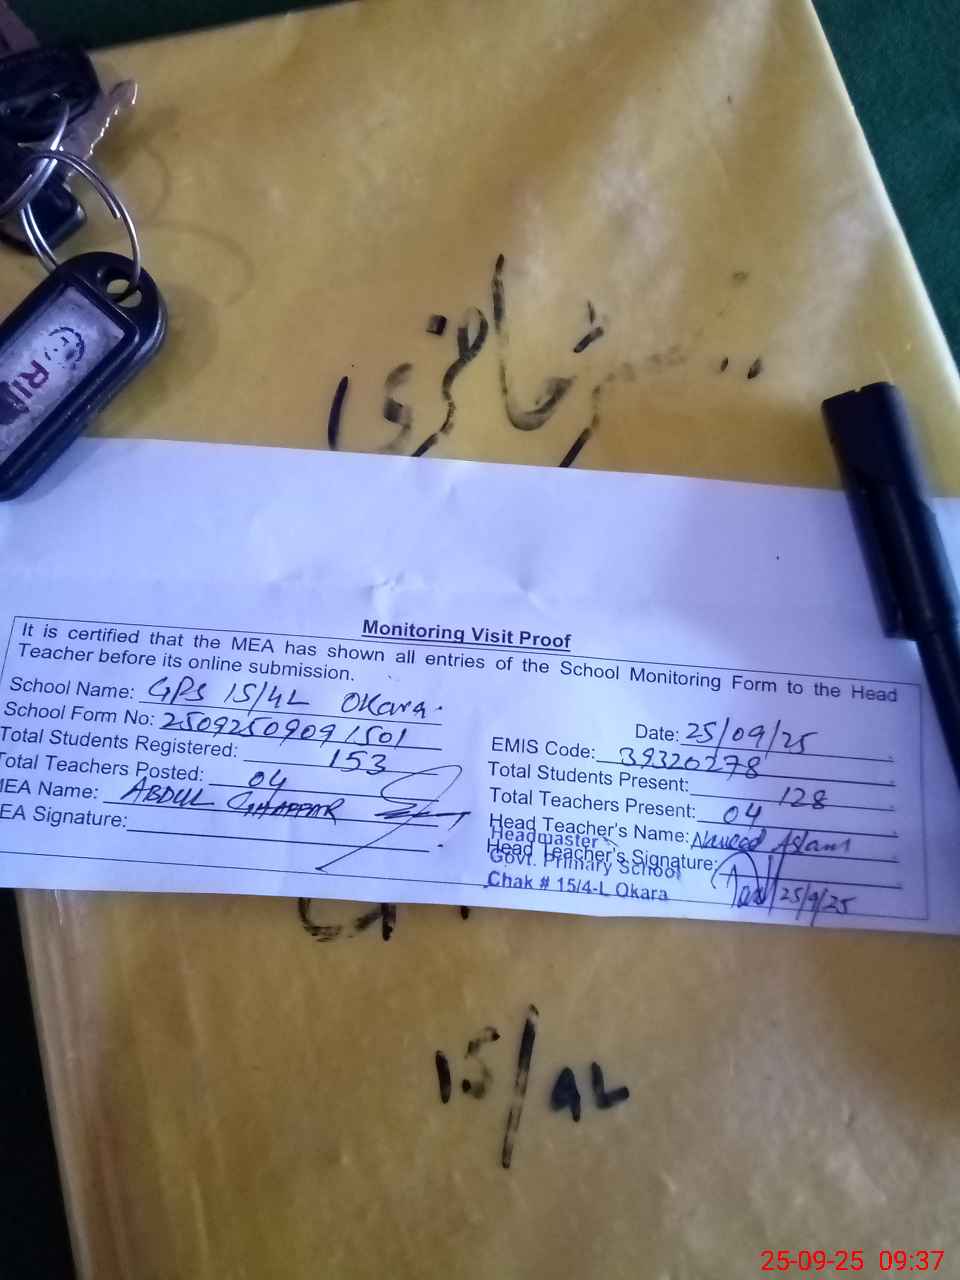 رجسٹر حاضری
Monitoring Visit Proof
It is certified that the MEA has shown all entries of the School Monitoring Form to the Head
Teacher before its online submission.
School Name: GPS 15/4L Okara.
Date: 25/09/25
School Form No: 25092509091501
EMIS Code: 39320278
Total Students Registered: 153
Total Students Present: 128
Total Teachers Posted: 04
Total Teachers Present: 04
MEA Name: ABDUL GHAFFAR
Head Teacher's Name: Naveed Aslam
EA Signature:
Head Teacher's Signature:
Headmaster
Govt. Primary School
Chak # 15/4-L Okara
25/9/25
15/4L
RI
25-09-25 09:37